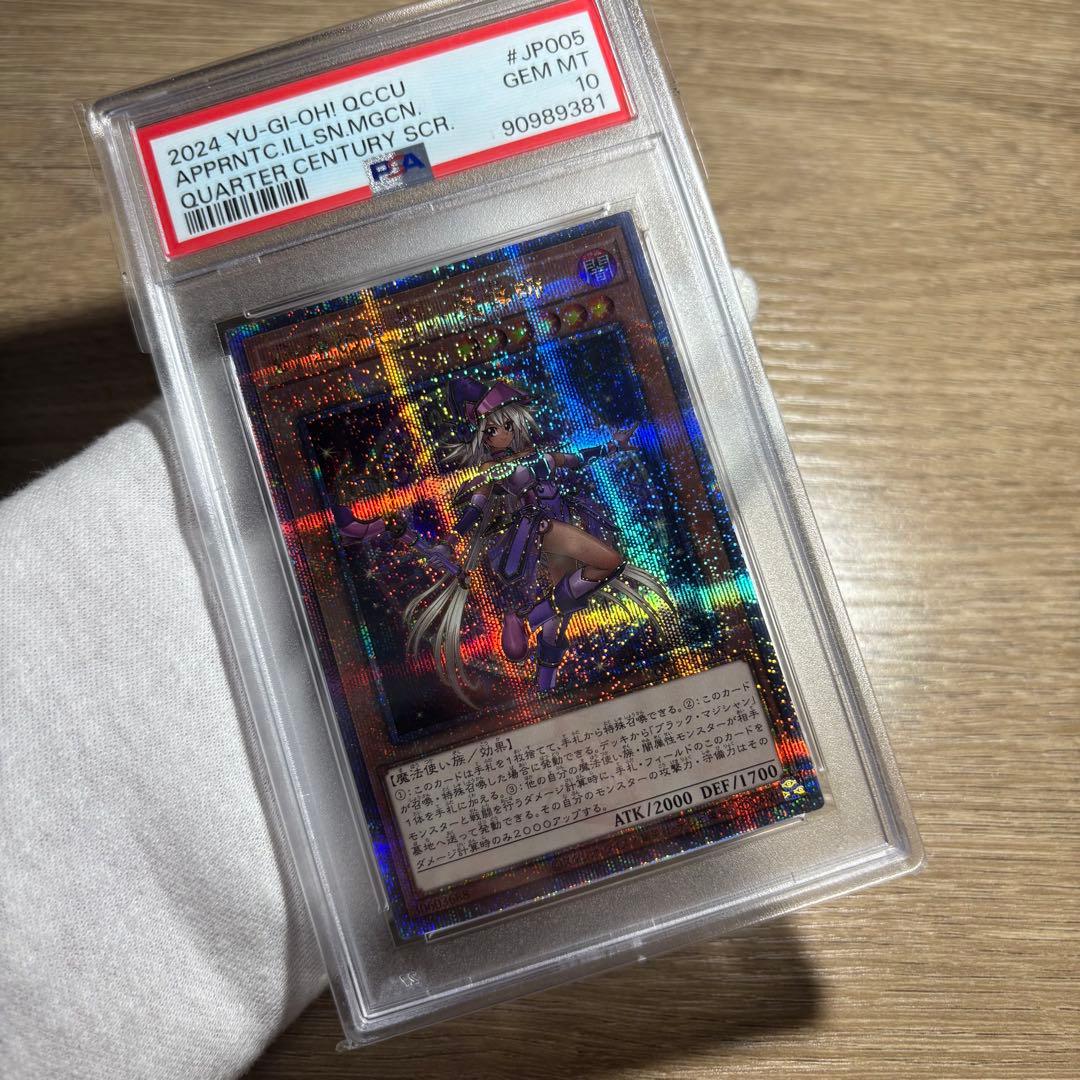 2024 YU-GI-OH! QCCU
#JP005
APPRNTC.ILLSN.MGCN.
GEM MT
QUARTER CENTURY SCR.
10
PSA
90989381
闇
【魔法使い族／効果】
①：このカードは手札を1枚捨てて、手札から特殊召喚できる。②：このカード
が召喚・特殊召喚した場合に発動できる。デッキから「ブラック・マジシャン」
1体を手札に加える。③：他の自分の魔法使い族・闇属性モンスターが相手
モンスターと戦闘を行うダメージ計算時に、手札・フィールドのこのカードを
墓地へ送って発動できる。その自分のモンスターの攻撃力・守備力はその
ダメージ計算時のみ2000アップする。
ATK/2000 DEF/1700